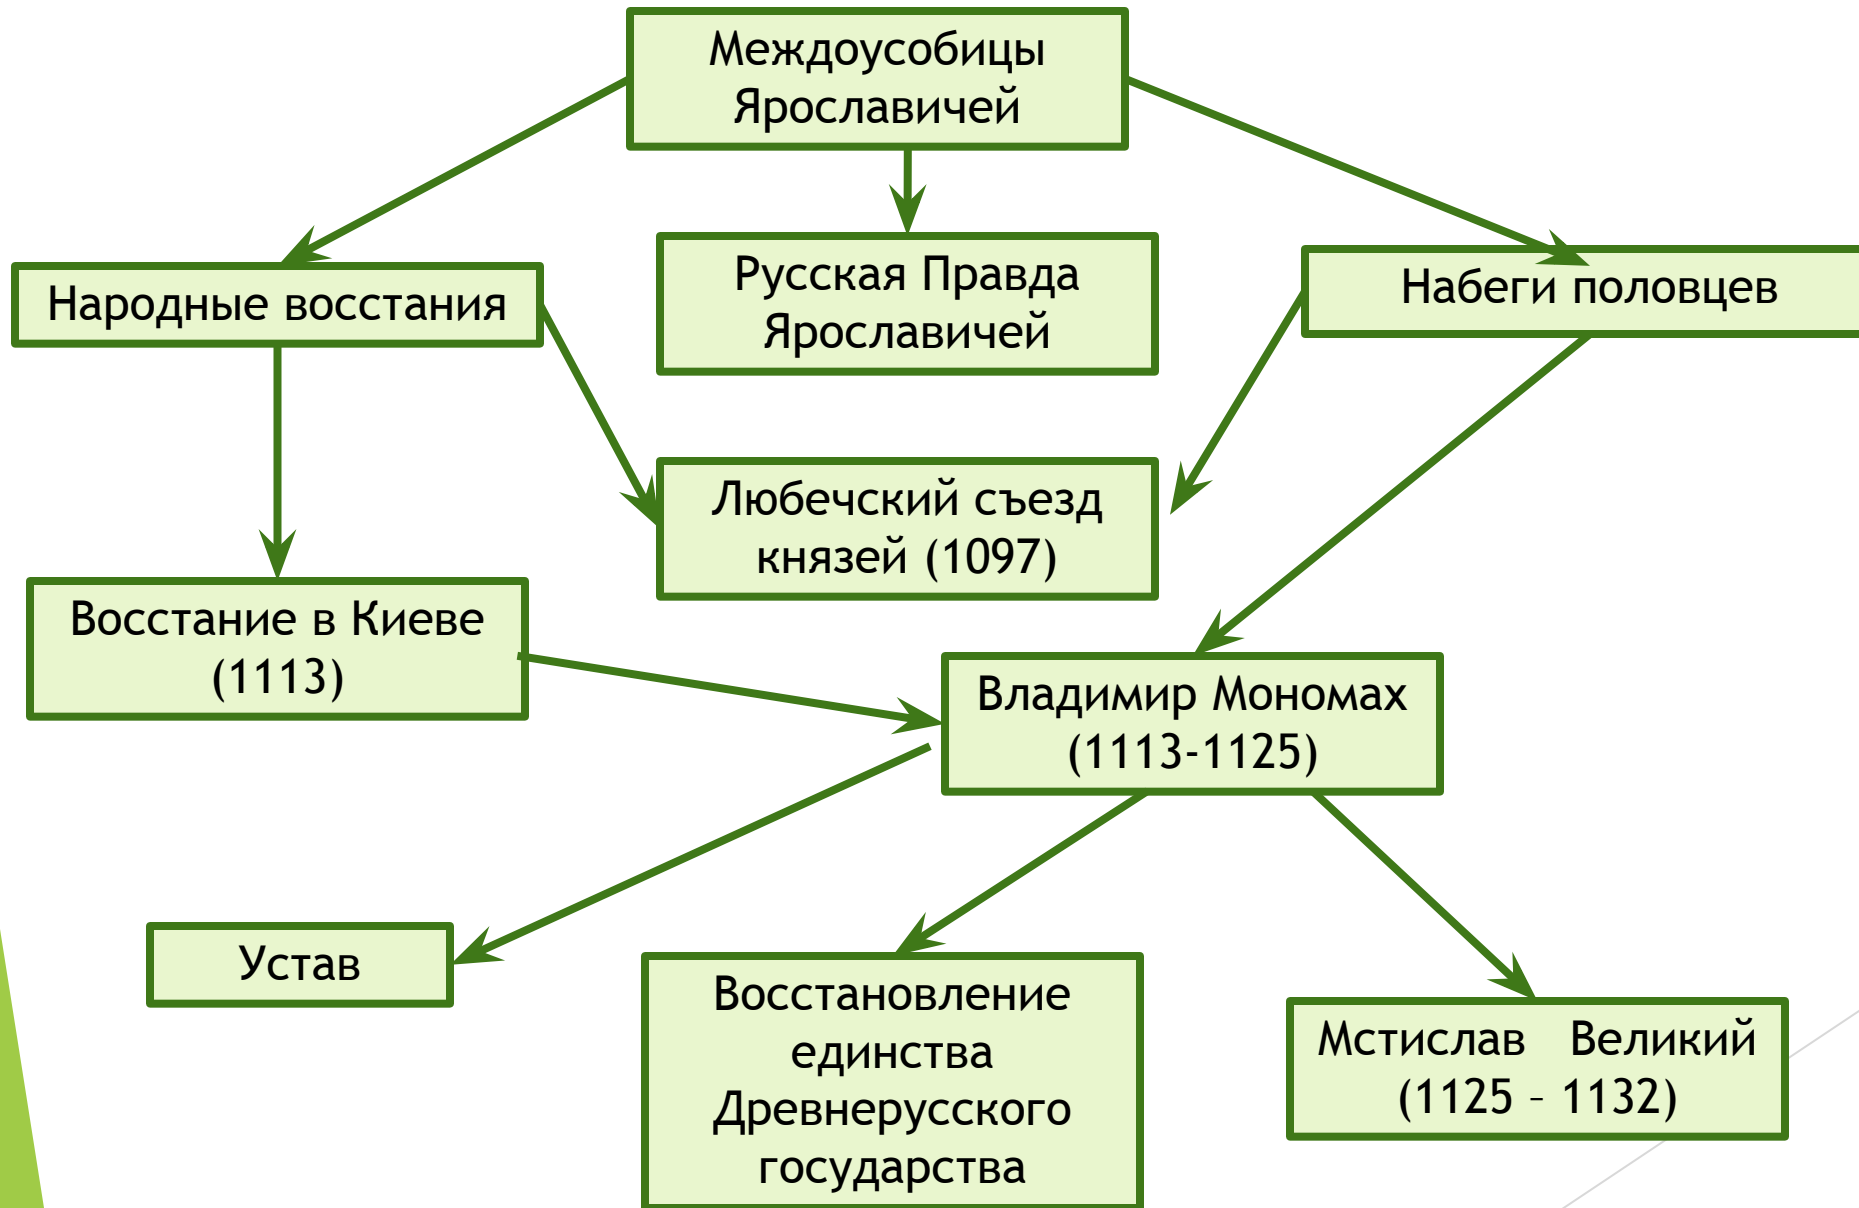 Междоусобицы
Ярославичей
Народные восстания
Русская Правда
Ярославичей
Набеги половцев
Любечский съезд
князей (1097)
Восстание в Киеве
(1113)
Владимир Мономах
(1113-1125)
Устав
Восстановление
единства
Древнерусского
государства
Мстислав Великий
(1125 – 1132)